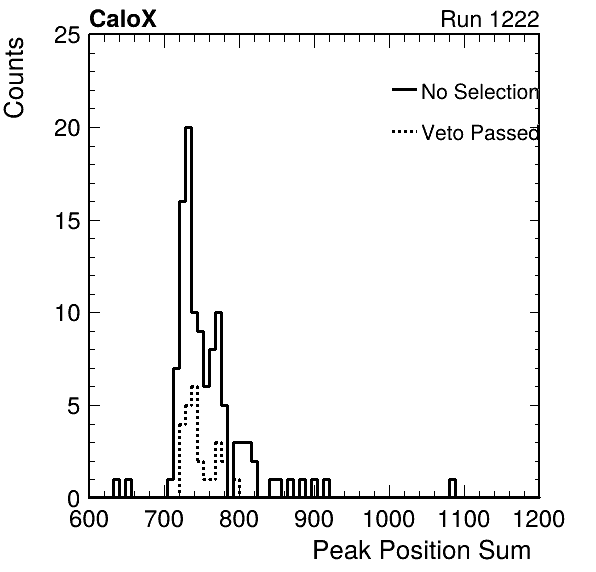 CaloX Run 1222
Counts
25
20
15
10
5
0
No Selection
Veto Passed
600 700 800 900 1000 1100 1200
Peak Position Sum